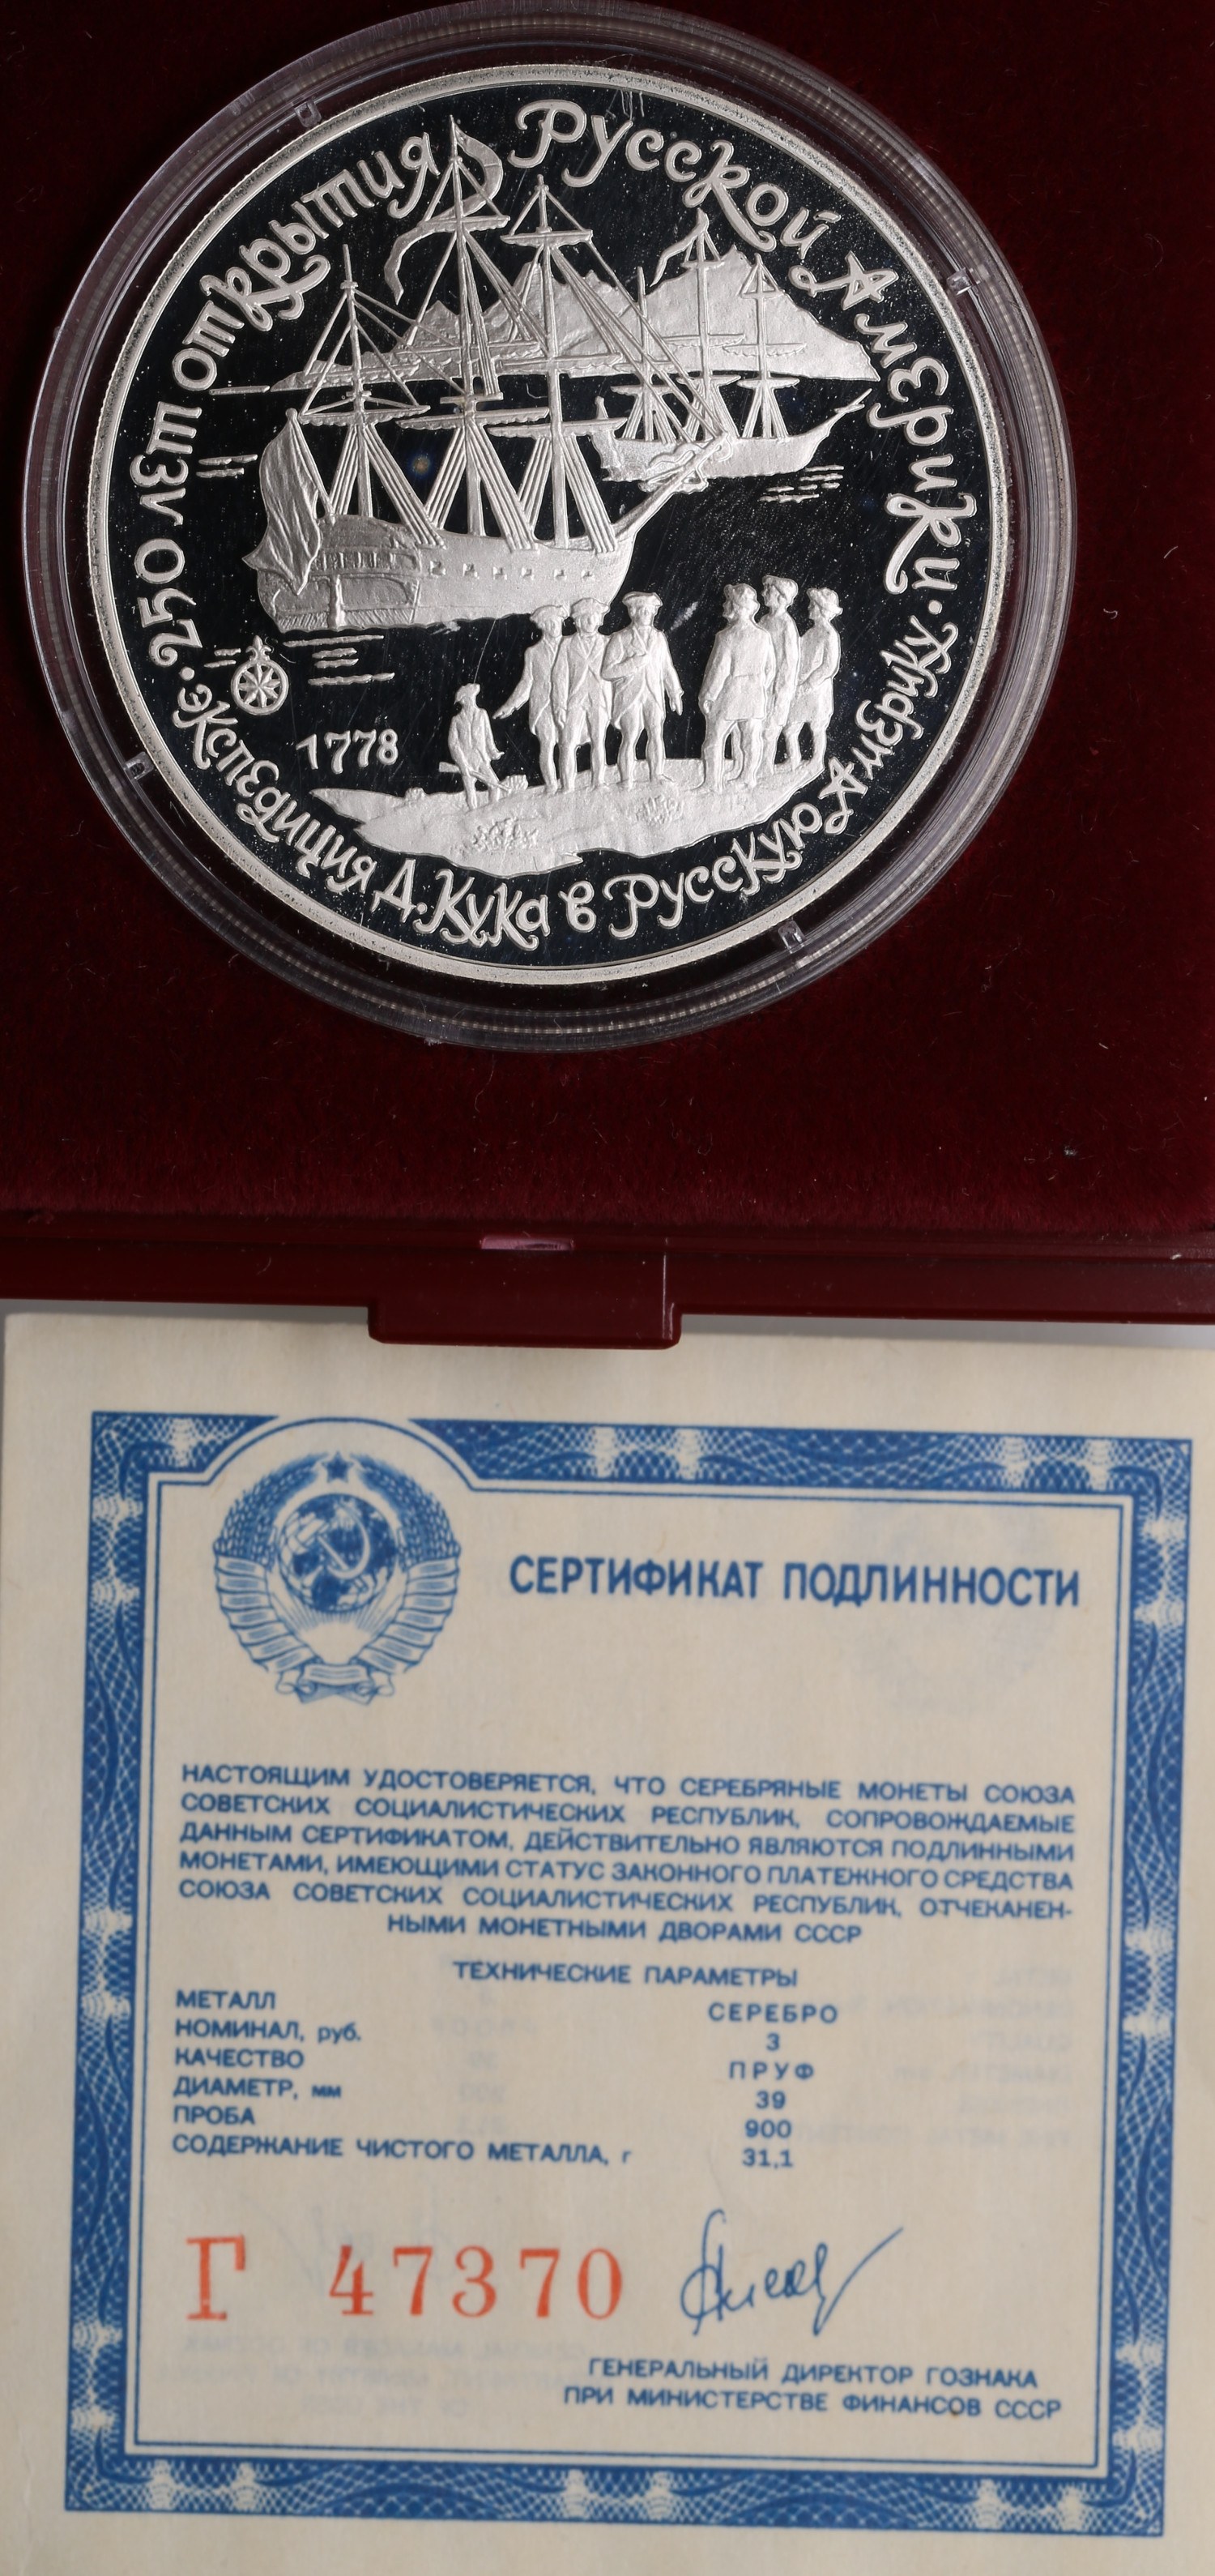 250 лет открытия Русской Америки
1778
экспедиция Д.Кука в Русскую Америку
СЕРТИФИКАТ ПОДЛИННОСТИ
НАСТОЯЩИМ УДОСТОВЕРЯЕТСЯ, ЧТО СЕРЕБРЯНЫЕ МОНЕТЫ СОЮЗА
СОВЕТСКИХ СОЦИАЛИСТИЧЕСКИХ РЕСПУБЛИК, СОПРОВОЖДАЕМЫЕ
ДАННЫМ СЕРТИФИКАТОМ, ДЕЙСТВИТЕЛЬНО ЯВЛЯЮТСЯ ПОДЛИННЫМИ
МОНЕТАМИ, ИМЕЮЩИМИ СТАТУС ЗАКОННОГО ПЛАТЕЖНОГО СРЕДСТВА
СОЮЗА СОВЕТСКИХ СОЦИАЛИСТИЧЕСКИХ РЕСПУБЛИК, ОТЧЕКАНЕН-
НЫМИ МОНЕТНЫМИ ДВОРАМИ СССР
ТЕХНИЧЕСКИЕ ПАРАМЕТРЫ
МЕТАЛЛ СЕРЕБРО
НОМИНАЛ, руб. 3
КАЧЕСТВО ПРУФ
ДИАМЕТР, мм 39
ПРОБА 900
СОДЕРЖАНИЕ ЧИСТОГО МЕТАЛЛА, г 31,1
Г 47370
ГЕНЕРАЛЬНЫЙ ДИРЕКТОР ГОЗНАКА
ПРИ МИНИСТЕРСТВЕ ФИНАНСОВ СССР